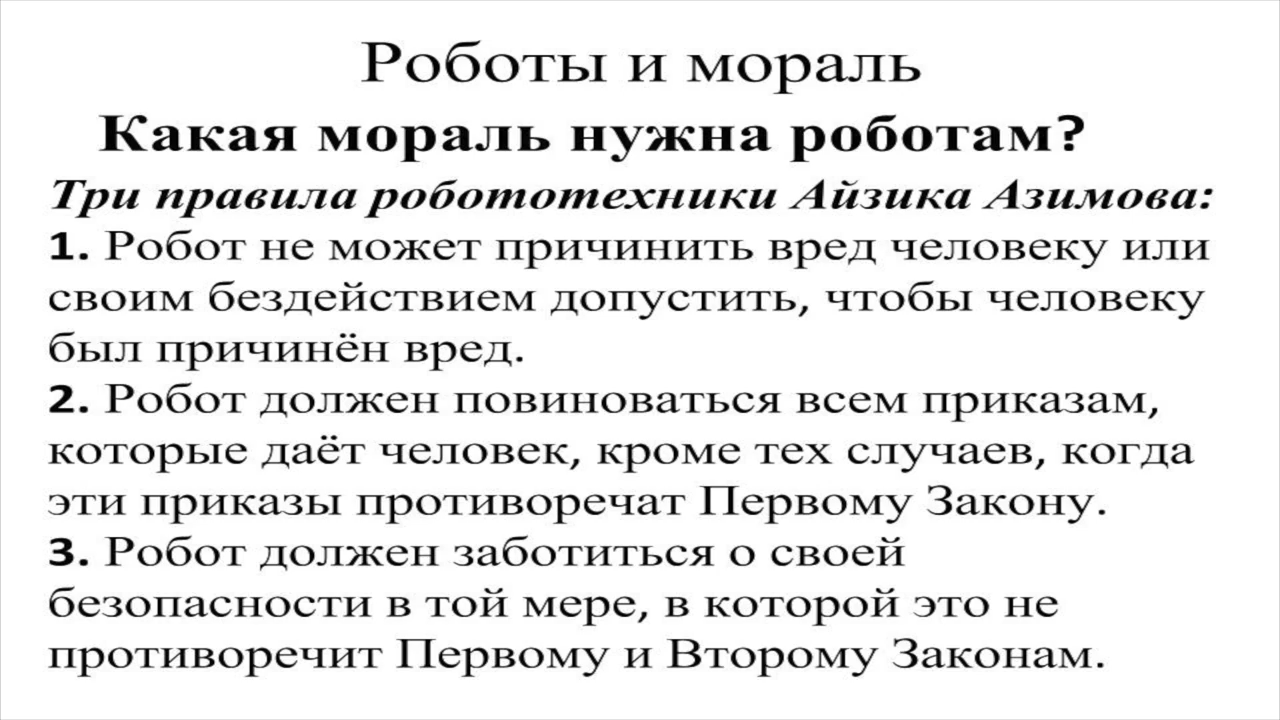 Роботы и мораль
Какая мораль нужна роботам?
Три правила робототехники Айзика Азимова:
1. Робот не может причинить вред человеку или
своим бездействием допустить, чтобы человеку
был причинён вред.
2. Робот должен повиноваться всем приказам,
которые даёт человек, кроме тех случаев, когда
эти приказы противоречат Первому Закону.
3. Робот должен заботиться о своей
безопасности в той мере, в которой это не
противоречит Первому и Второму Законам.